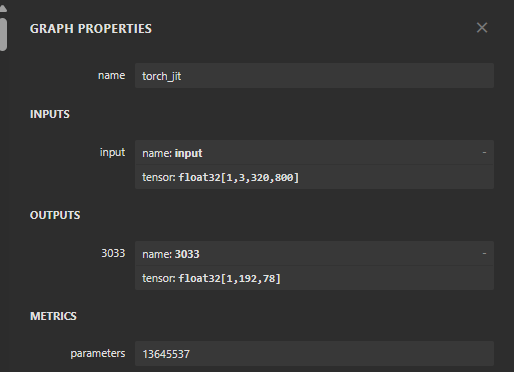 GRAPH PROPERTIES
name torch_jit
INPUTS
input name: input -
tensor: float32[1,3,320,800]
OUTPUTS
3033 name: 3033 -
tensor: float32[1,192,78]
METRICS
parameters 13645537